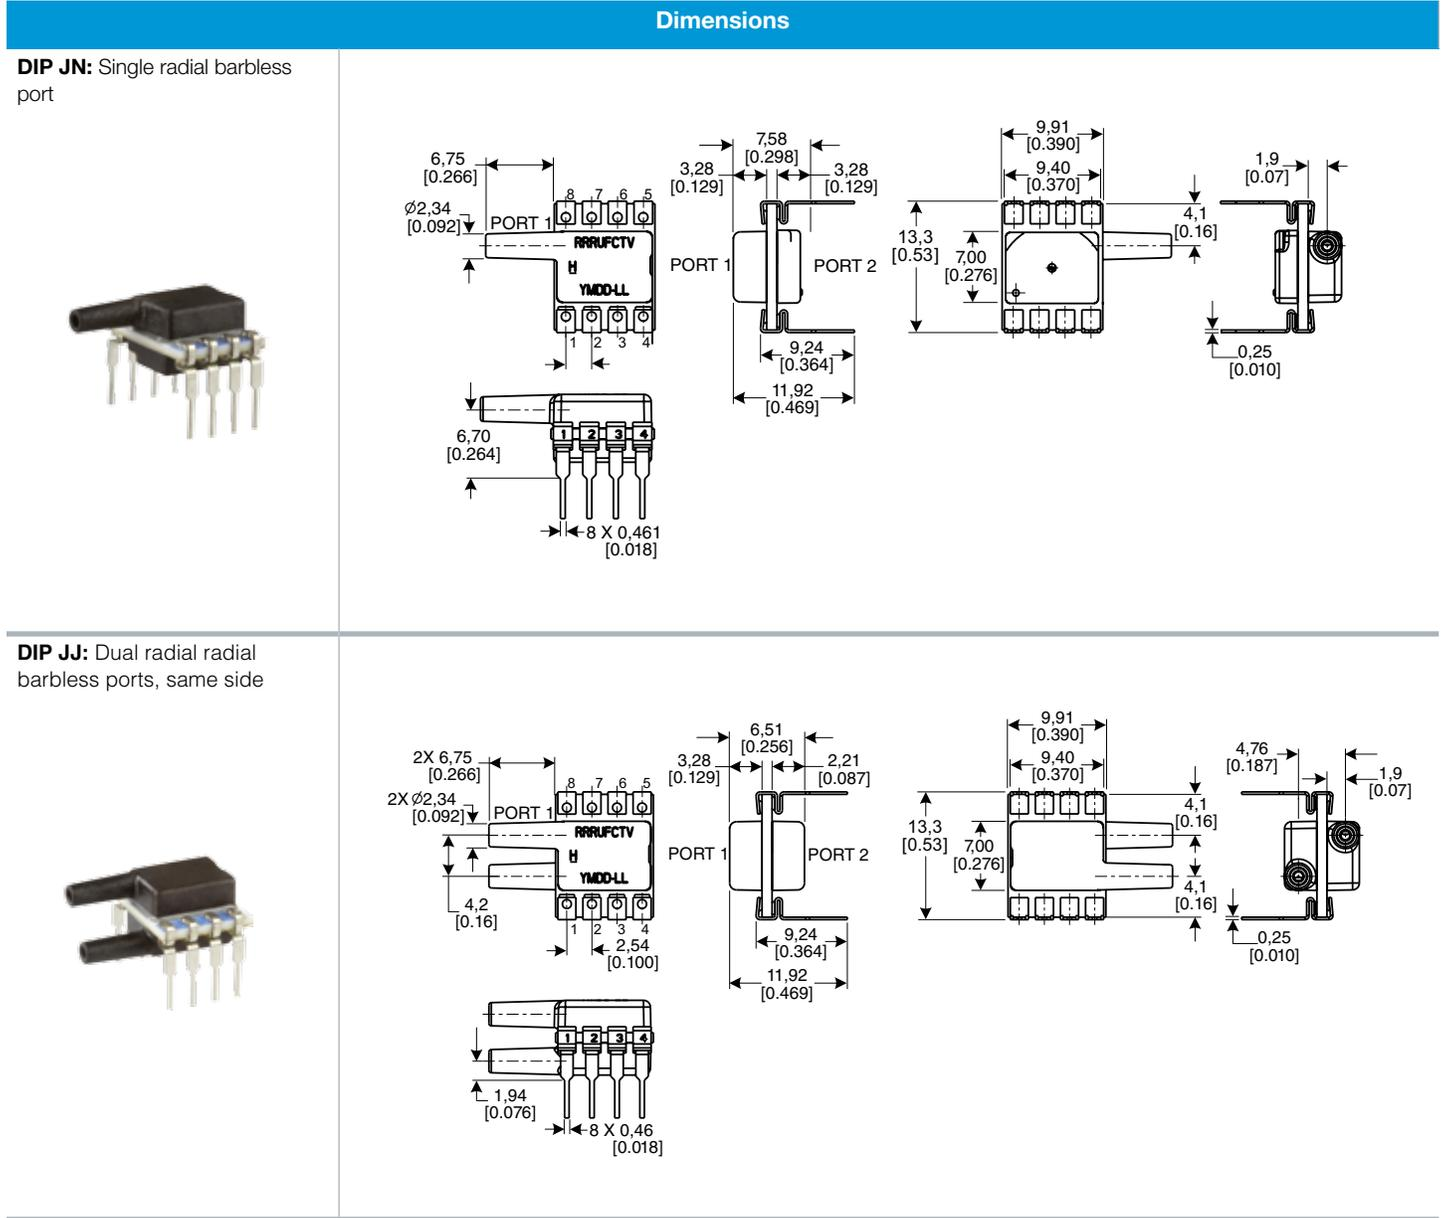 Dimensions
DIP JN: Single radial barbless
port
6,75
[0.266]
Ø2,34
[0.092]
PORT 1
8 7 6 5
RRRUFCTV
H
YMDD-LL
1 2 3 4
7,58
[0.298]
3,28
[0.129]
3,28
[0.129]
PORT 1
PORT 2
9,24
[0.364]
11,92
[0.469]
9,91
[0.390]
9,40
[0.370]
13,3
[0.53]
7,00
[0.276]
4,1
[0.16]
1,9
[0.07]
0,25
[0.010]
6,70
[0.264]
1 2 3 4
8 X 0,461
[0.018]
DIP JJ: Dual radial radial
barbless ports, same side
2X 6,75
[0.266]
2X Ø2,34
[0.092]
PORT 1
8 7 6 5
RRRUFCTV
H
YMDD-LL
4,2
[0.16]
1 2 3 4
2,54
[0.100]
6,51
[0.256]
3,28
[0.129]
2,21
[0.087]
PORT 1
PORT 2
9,24
[0.364]
11,92
[0.469]
9,91
[0.390]
9,40
[0.370]
13,3
[0.53]
7,00
[0.276]
4,1
[0.16]
4,1
[0.16]
4,76
[0.187]
1,9
[0.07]
0,25
[0.010]
1 2 3 4
1,94
[0.076]
8 X 0,46
[0.018]